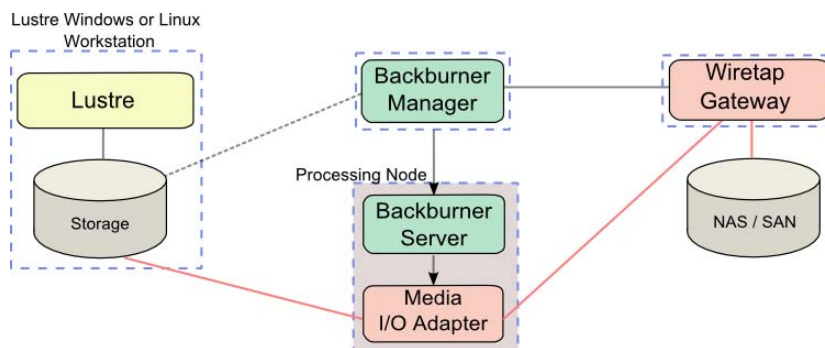 Lustre Windows or Linux
Workstation
Lustre
Storage
Backburner
Manager
Processing Node
Backburner
Server
Media
I/O Adapter
Wiretap
Gateway
NAS / SAN